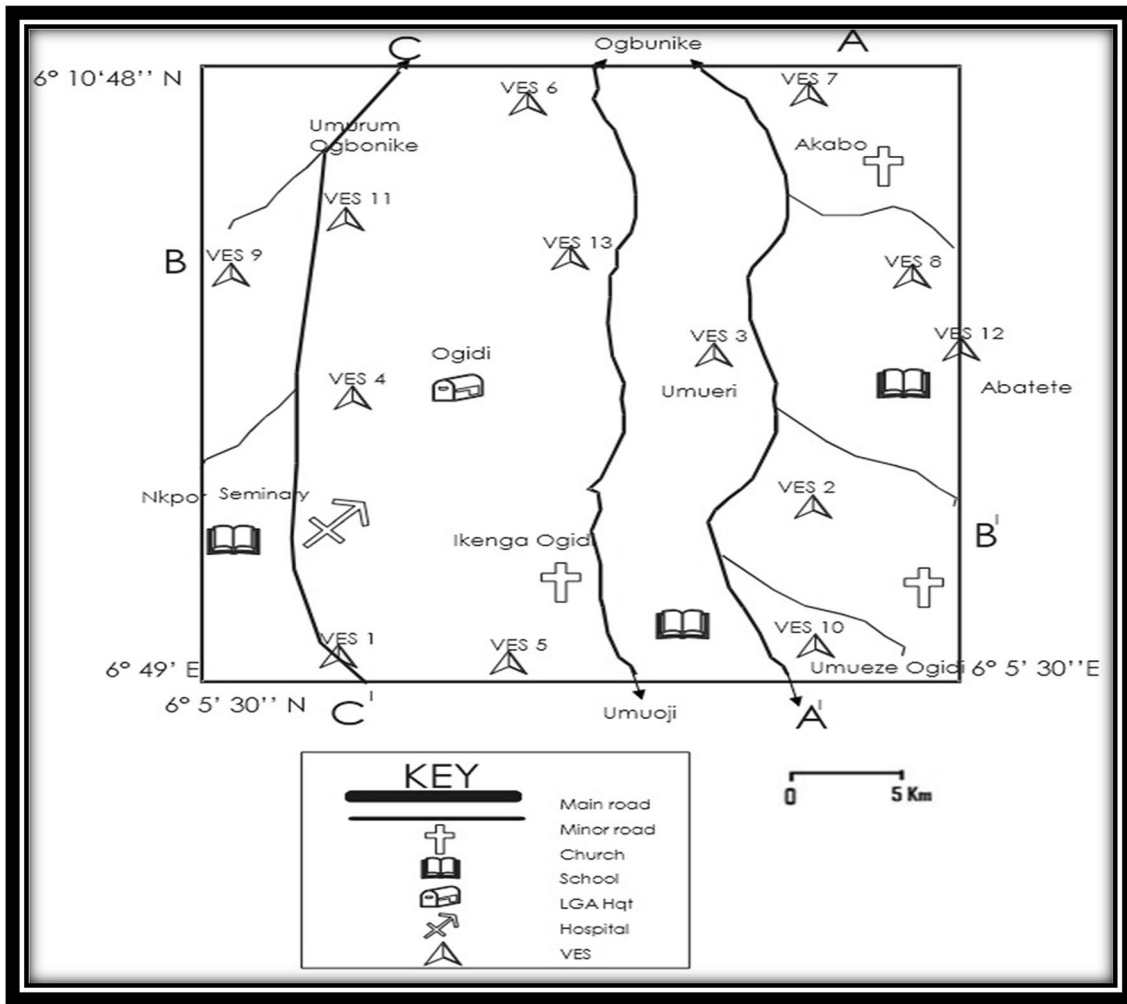 C
Ogbunike
A
6° 10'48'' N
VES 6
VES 7
Umurum
Ogbonike
Akabo
VES 11
B
VES 9
VES 13
VES 8
VES 3
VES 12
Ogidi
VES 4
Umueri
Abatete
Nkpor Seminary
VES 2
Ikenga Ogidi
B'
VES 1
VES 5
VES 10
6° 49' E
Umueze Ogidi
6° 5' 30''E
6° 5' 30'' N
C'
Umuoji
A'
KEY
Main road
Minor road
Church
School
LGA Hqt
Hospital
VES
0 5 Km